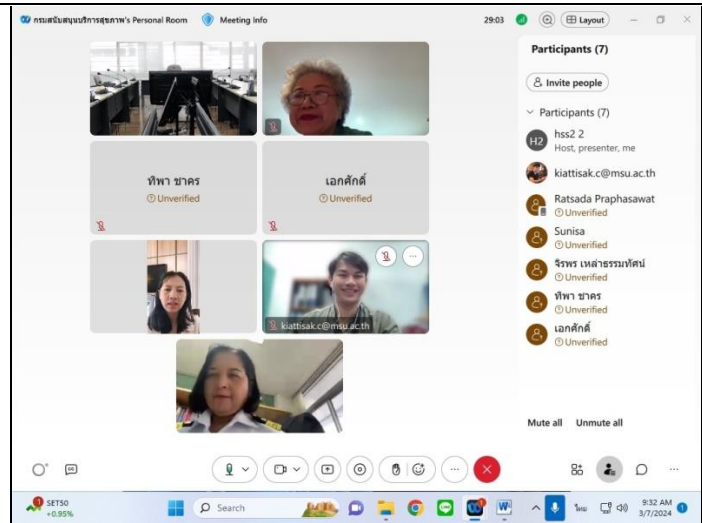 กรมสนับสนุนบริการสุขภาพ's Personal Room
Meeting Info
29:03
Layout
Participants (7)
Invite people
Participants (7)
H2
hss2 2
Host, presenter, me
kiattisak.c@msu.ac.th
Ratsada Praphasawat
Unverified
Sunisa
Unverified
จิรพร เหล่าธรรมทัศน์
Unverified
ทิพา ชาคร
Unverified
เอกศักดิ์
Unverified
ทิพา ชาคร
Unverified
เอกศักดิ์
Unverified
kiattisak.c@msu.ac.th
Mute all Unmute all
SET50
+0.95%
Search
9:32 AM
3/7/2024